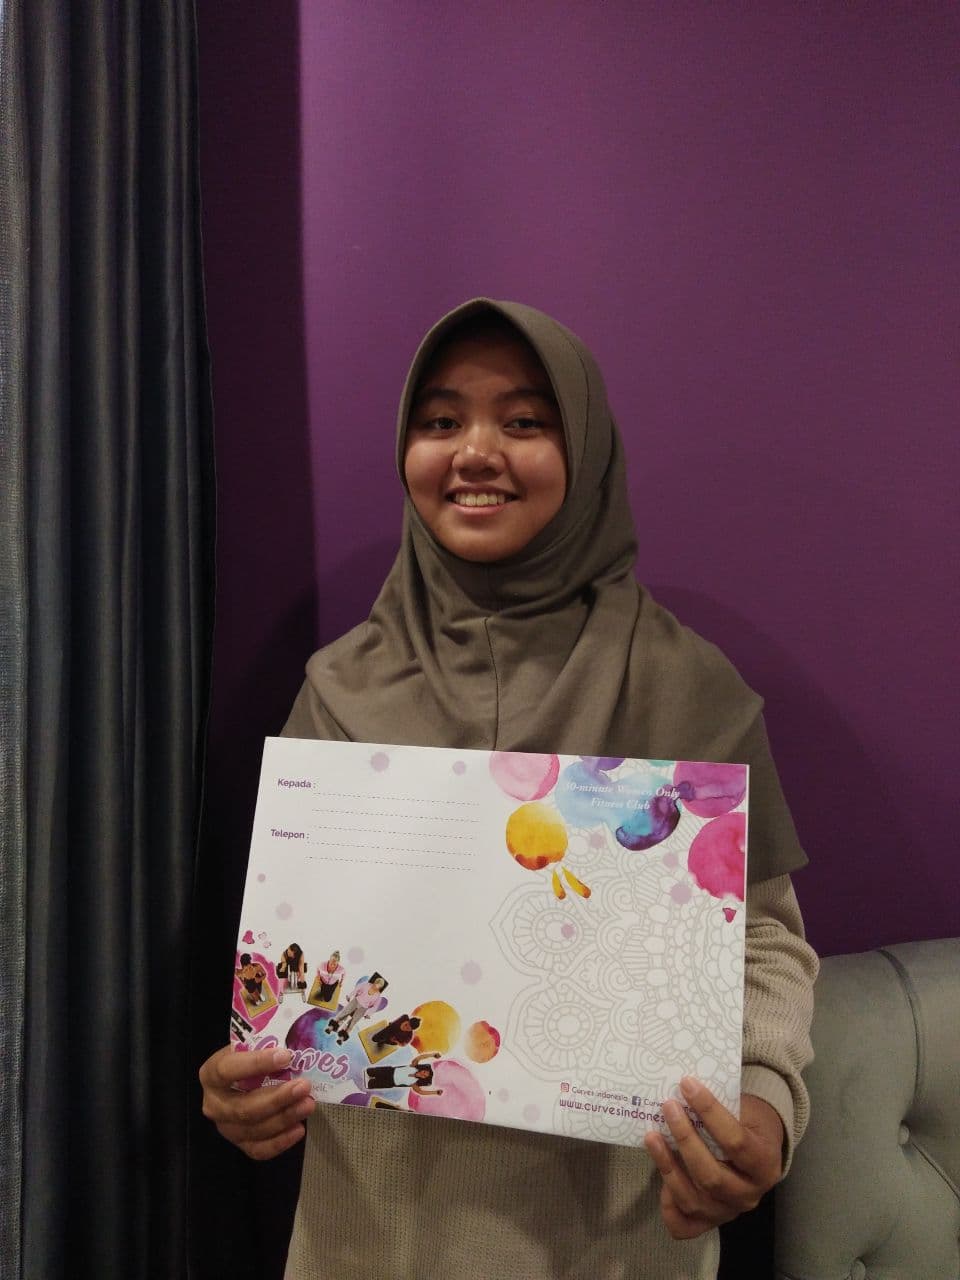 Kepada :
Telepon :
30-minute Women Only
Fitness Club
Curves
Curves indonesia
www.curvesindones